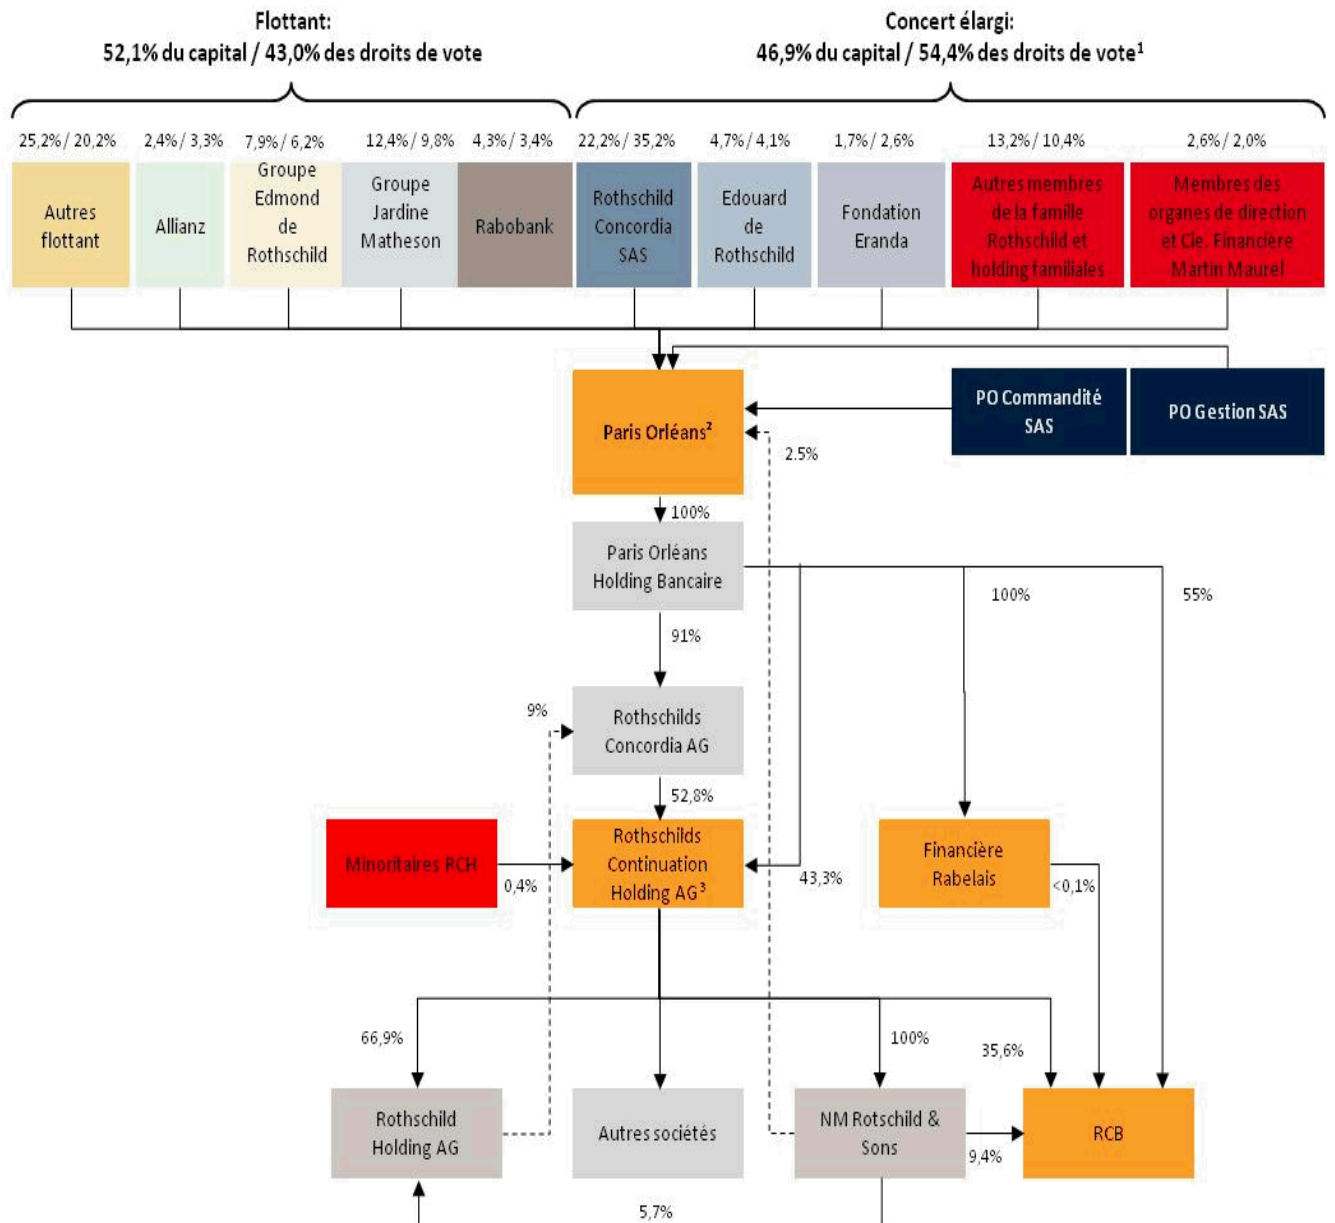 Flottant:
52,1% du capital / 43,0% des droits de vote
Concert élargi:
46,9% du capital / 54,4% des droits de vote¹
25,2% / 20,2%
2,4% / 3,3%
7,9% / 6,2%
12,4% / 9,8%
4,3% / 3,4%
22,2% / 35,2%
4,7% / 4,1%
1,7% / 2,6%
13,2% / 10,4%
2,6% / 2,0%
Autres
flottant
Allianz
Groupe
Edmond
de
Rothschild
Groupe
Jardine
Matheson
Rabobank
Rothschild
Concordia
SAS
Edouard
de
Rothschild
Fondation
Eranda
Autres membres
de la famille
Rothschild et
holding familiales
Membres des
organes de direction
et Cie. Financière
Martin Maurel
Paris Orléans²
PO Commandité
SAS
PO Gestion SAS
2.5%
100%
Paris Orléans
Holding Bancaire
100%
55%
91%
9%
Rothschilds
Concordia AG
52,8%
Minoritaires RCH
0,4%
Rothschilds
Continuation
Holding AG³
43,3%
Financière
Rabelais
<0,1%
66,9%
100%
35,6%
Rothschild
Holding AG
Autres sociétés
NM Rotschild &
Sons
9,4%
RCB
5,7%